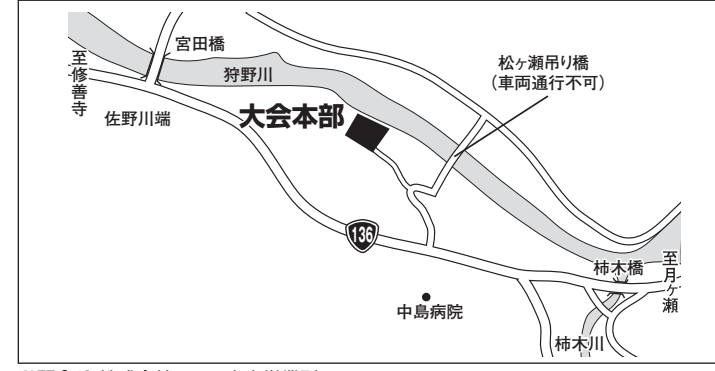 宮田橋
至修善寺
狩野川
松ヶ瀬吊り橋
(車両通行不可)
佐野川端
大会本部
136
柿木橋
至月ヶ瀬
中島病院
柿木川